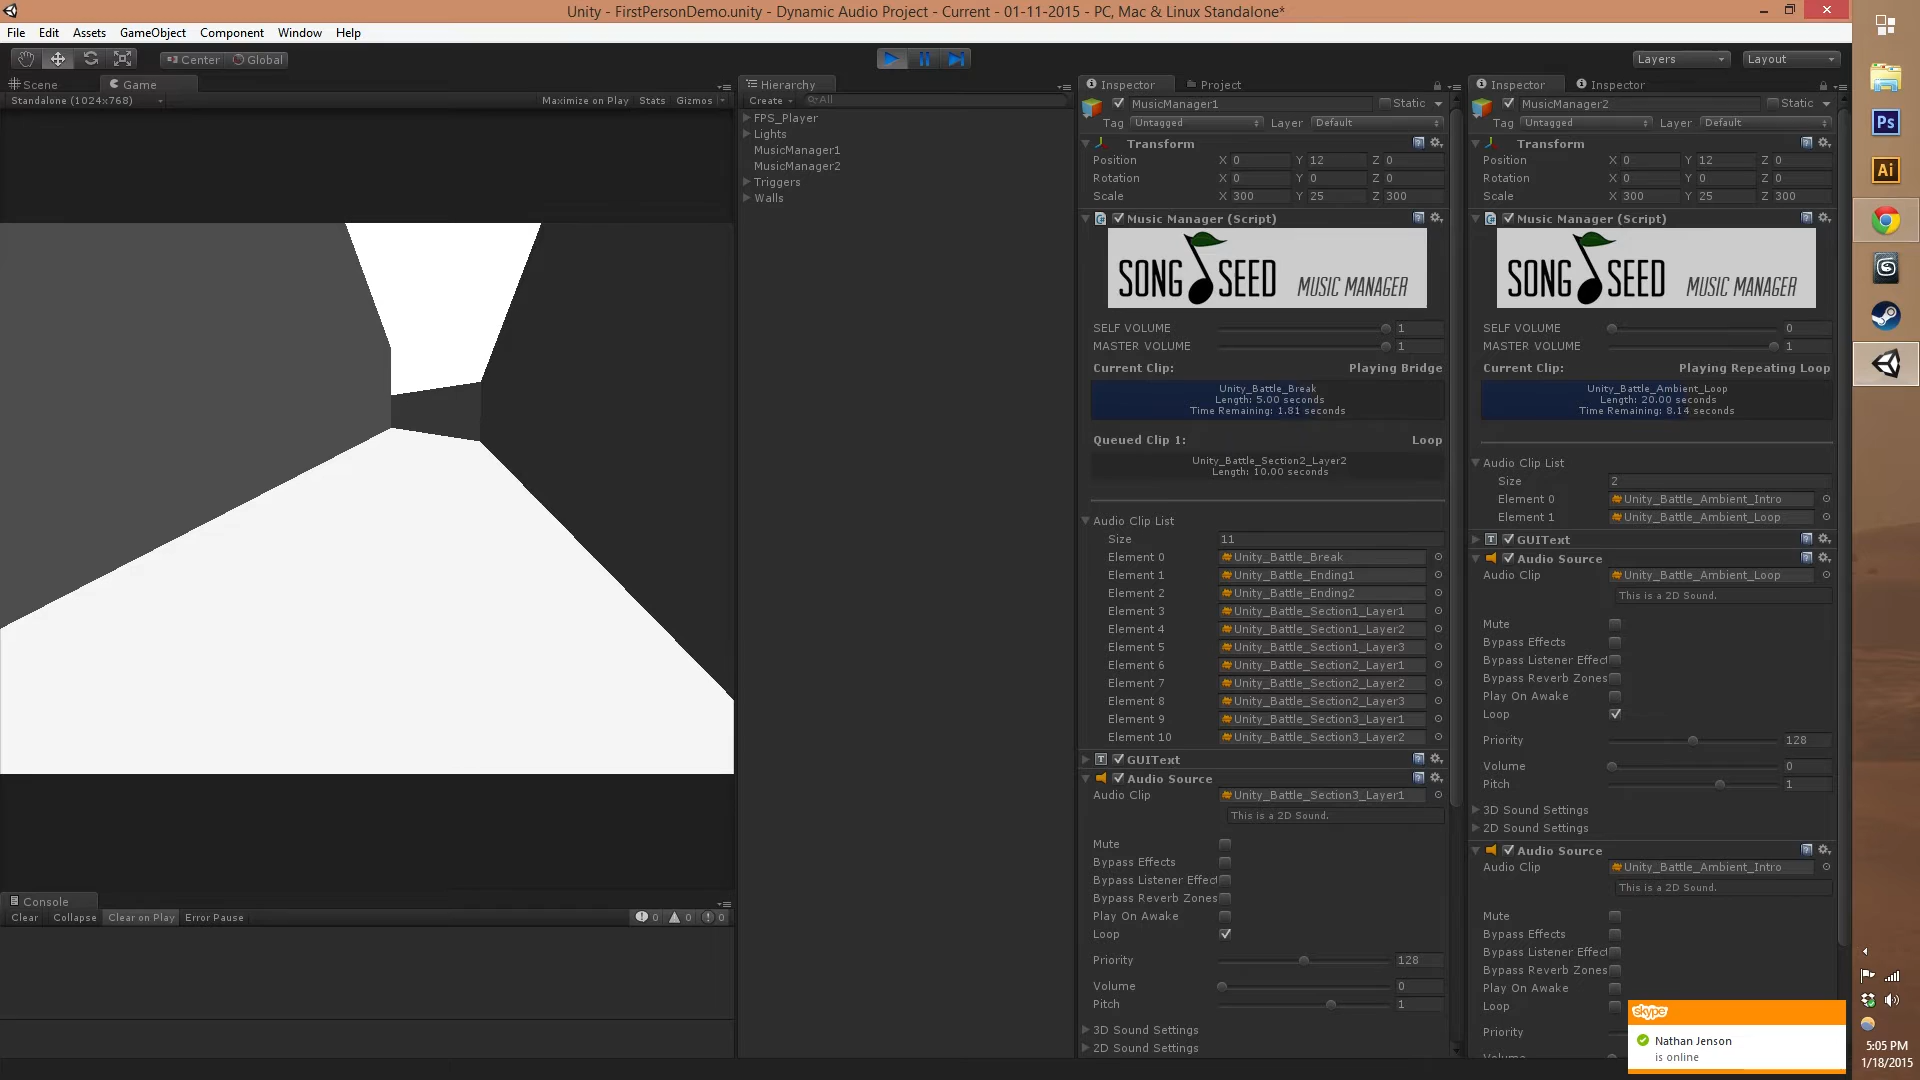 Unity - FirstPersonDemo.unity - Dynamic Audio Project - Current - 01-11-2015 - PC, Mac & Linux Standalone*
File Edit Assets GameObject Component Window Help
Center Global
Layers Layout
Scene Game
Standalone (1024x768) Maximize on Play Stats Gizmos
Hierarchy
Create All
FPS_Player
Lights
MusicManager1
MusicManager2
Triggers
Walls
Inspector Project
MusicManager1 Static
Tag Untagged Layer Default
Transform
Position X 0 Y 12 Z 0
Rotation X 0 Y 0 Z 0
Scale X 300 Y 25 Z 300
Music Manager (Script)
SONG SEED MUSIC MANAGER
SELF VOLUME 1
MASTER VOLUME 1
Current Clip: Playing Bridge
Unity_Battle_Break
Length: 5.00 seconds
Time Remaining: 1.81 seconds
Queued Clip 1: Loop
Unity_Battle_Section2_Layer2
Length: 10.00 seconds
Audio Clip List
Size 11
Element 0 Unity_Battle_Break
Element 1 Unity_Battle_Ending1
Element 2 Unity_Battle_Ending2
Element 3 Unity_Battle_Section1_Layer1
Element 4 Unity_Battle_Section1_Layer2
Element 5 Unity_Battle_Section1_Layer3
Element 6 Unity_Battle_Section2_Layer1
Element 7 Unity_Battle_Section2_Layer2
Element 8 Unity_Battle_Section2_Layer3
Element 9 Unity_Battle_Section3_Layer1
Element 10 Unity_Battle_Section3_Layer2
GUIText
Audio Source
Audio Clip Unity_Battle_Section3_Layer1
This is a 2D Sound.
Mute
Bypass Effects
Bypass Listener Effect
Bypass Reverb Zones
Play On Awake
Loop
Priority 128
Volume 0
Pitch 1
3D Sound Settings
2D Sound Settings
Inspector Inspector
MusicManager2 Static
Tag Untagged Layer Default
Transform
Position X 0 Y 12 Z 0
Rotation X 0 Y 0 Z 0
Scale X 300 Y 25 Z 300
Music Manager (Script)
SONG SEED MUSIC MANAGER
SELF VOLUME 0
MASTER VOLUME 1
Current Clip: Playing Repeating Loop
Unity_Battle_Ambient_Loop
Length: 20.00 seconds
Time Remaining: 8.14 seconds
Audio Clip List
Size 2
Element 0 Unity_Battle_Ambient_Intro
Element 1 Unity_Battle_Ambient_Loop
GUIText
Audio Source
Audio Clip Unity_Battle_Ambient_Loop
This is a 2D Sound.
Mute
Bypass Effects
Bypass Listener Effect
Bypass Reverb Zones
Play On Awake
Loop
Priority 128
Volume 0
Pitch 1
3D Sound Settings
2D Sound Settings
Audio Source
Audio Clip Unity_Battle_Ambient_Intro
This is a 2D Sound.
Mute
Bypass Effects
Bypass Listener Effect
Bypass Reverb Zones
Play On Awake
Loop
Priority
Console
Clear Collapse Clear on Play Error Pause 0 0 0
skype
Nathan Jenson
is online
Ps
Ai
5:05 PM
1/18/2015